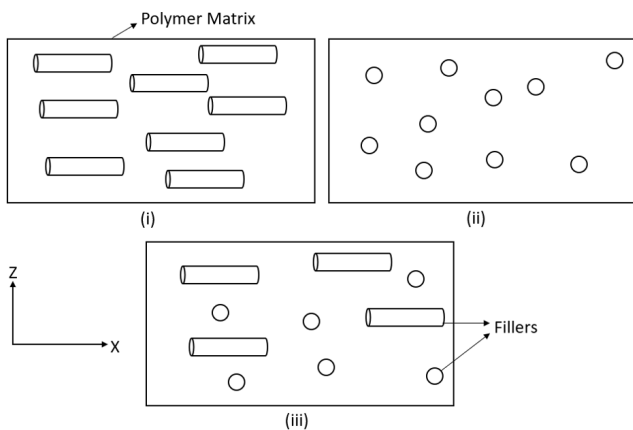 Polymer Matrix
(i)
(ii)
Z
X
Fillers
(iii)